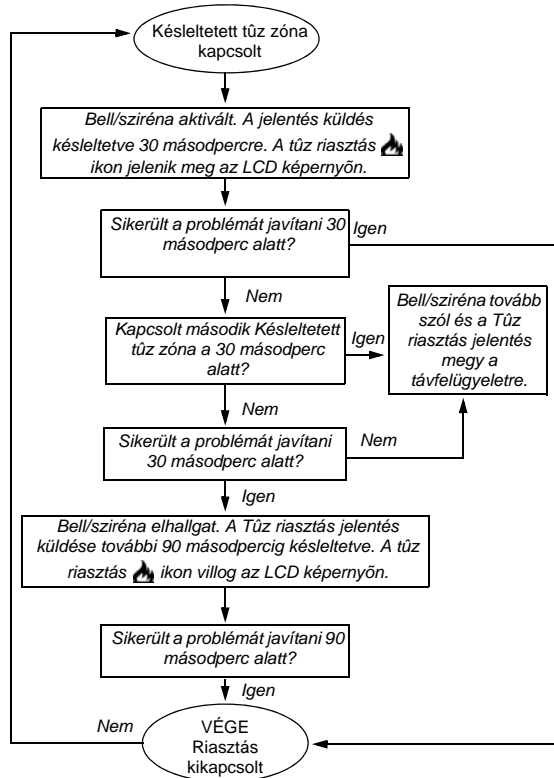 Késleltetett tûz zóna
kapcsolt
Bell/sziréna aktivált. A jelentés küldés
késleltetve 30 másodpercre. A tûz riasztás
ikon jelenik meg az LCD képernyõn.
Sikerült a problémát javítani 30
másodperc alatt?
Igen
Nem
Kapcsolt második Késleltetett
tûz zóna a 30 másodperc
alatt?
Igen
Bell/sziréna tovább
szól és a Tûz
riasztás jelentés
megy a
távfelügyeletre.
Nem
Sikerült a problémát javítani
30 másodperc alatt?
Nem
Igen
Bell/sziréna elhallgat. A Tûz riasztás jelentés
küldése további 90 másodpercig késleltetve. A tûz
riasztás ikon villog az LCD képernyõn.
Sikerült a problémát javítani 90
másodperc alatt?
Igen
Nem
VÉGE
Riasztás
kikapcsolt